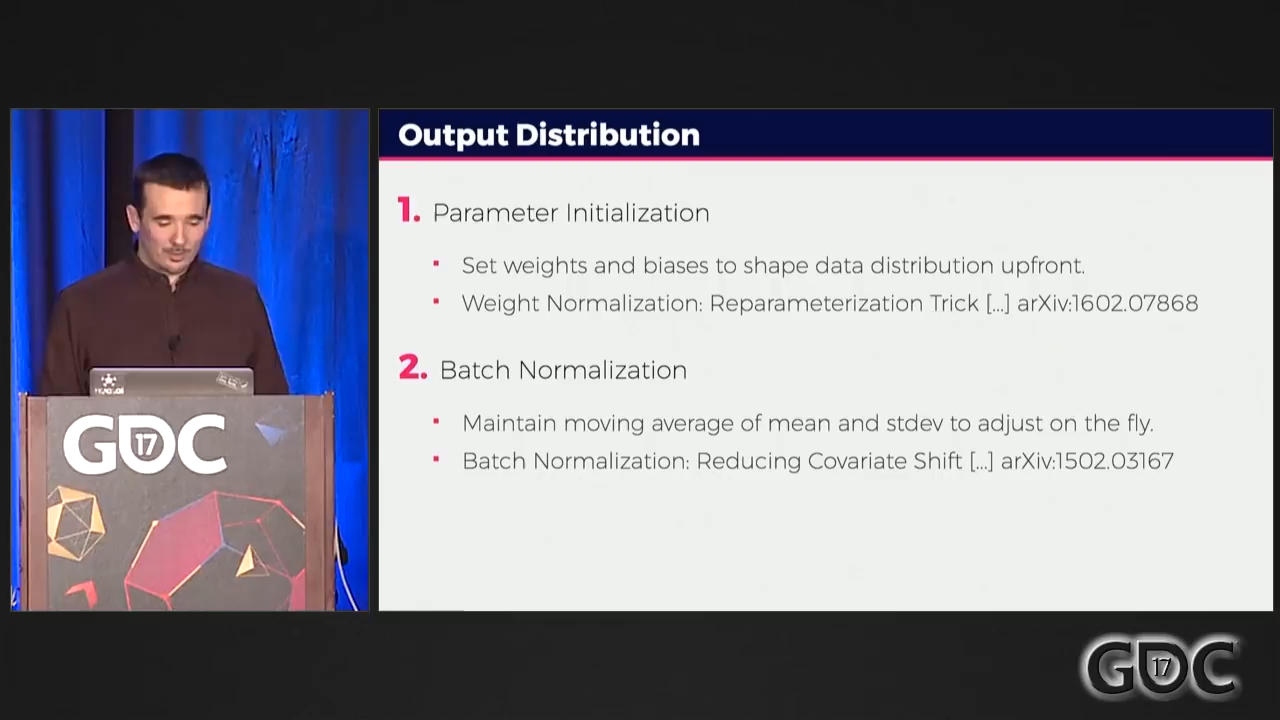 Output Distribution
1. Parameter Initialization
▪ Set weights and biases to shape data distribution upfront.
▪ Weight Normalization: Reparameterization Trick [...] arXiv:1602.07868
2. Batch Normalization
▪ Maintain moving average of mean and stdev to adjust on the fly.
▪ Batch Normalization: Reducing Covariate Shift [...] arXiv:1502.03167
GDC 17
GDC 17